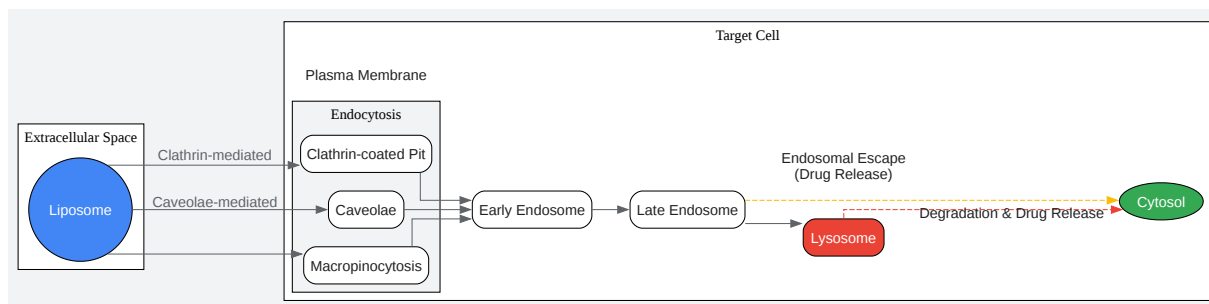 Target Cell
Plasma Membrane
Endocytosis
Extracellular Space
Clathrin-mediated
Clathrin-coated Pit
Endosomal Escape
(Drug Release)
Liposome
Caveolae-mediated
Caveolae
Early Endosome
Late Endosome
Cytosol
Degradation & Drug Release
Lysosome
Macropinocytosis